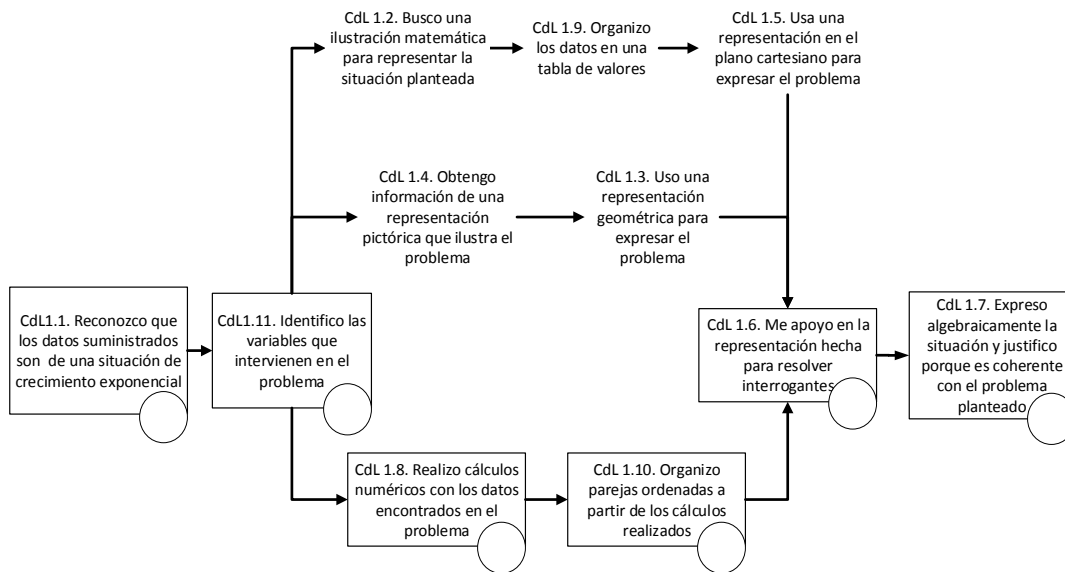 CdL 1.2. Busco una
ilustración matemática
para representar la
situación planteada
CdL 1.9. Organizo
los datos en una
tabla de valores
CdL 1.5. Usa una
representación en el
plano cartesiano para
expresar el problema
CdL 1.4. Obtengo
información de una
representación
pictórica que ilustra el
problema
CdL 1.3. Uso una
representación
geométrica para
expresar el
problema
CdL1.1. Reconozco que
los datos suministrados
son de una situación de
crecimiento exponencial
CdL1.11. Identifico las
variables que
intervienen en el
problema
CdL 1.6. Me apoyo en la
representación hecha
para resolver
interrogantes
CdL 1.7. Expreso
algebraicamente la
situación y justifico
porque es coherente
con el problema
planteado
CdL 1.8. Realizo cálculos
numéricos con los datos
encontrados en el
problema
CdL 1.10. Organizo
parejas ordenadas a
partir de los cálculos
realizados